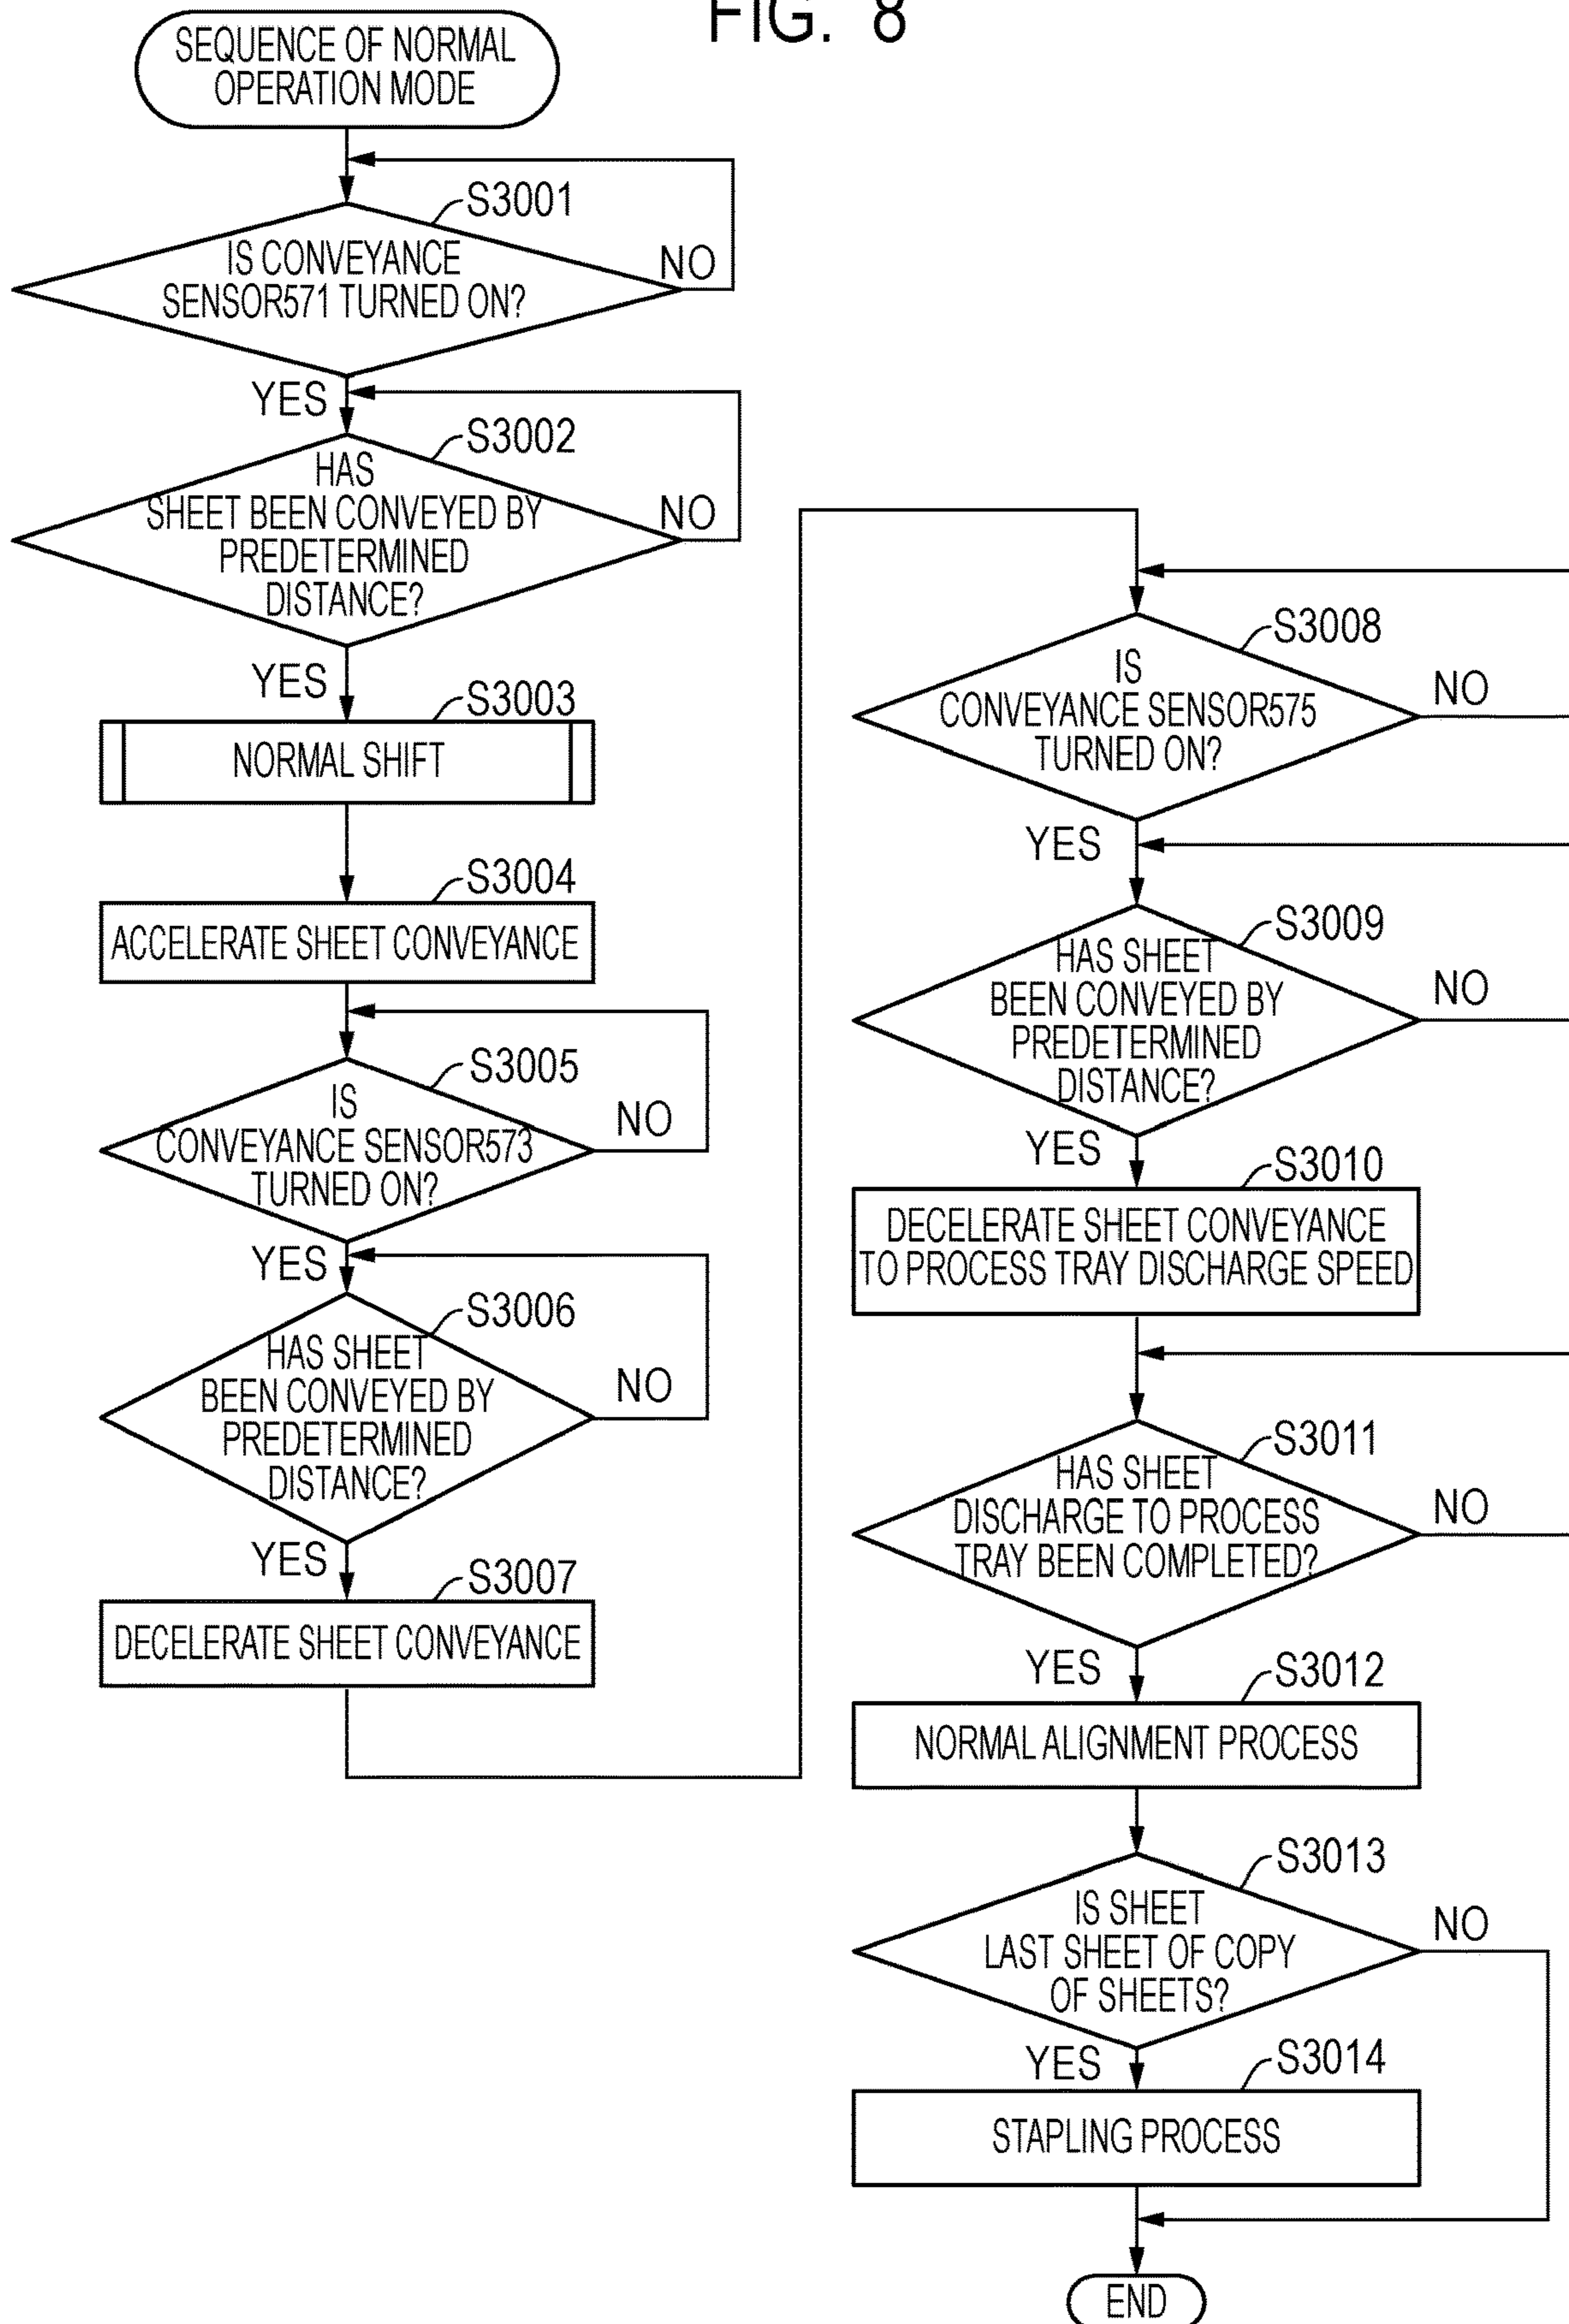 FIG. 8
SEQUENCE OF NORMAL
OPERATION MODE
S3001
IS CONVEYANCE
SENSOR571 TURNED ON?
NO
YES
S3002
HAS
SHEET BEEN CONVEYED BY
PREDETERMINED
DISTANCE?
NO
YES
S3003
NORMAL SHIFT
S3004
ACCELERATE SHEET CONVEYANCE
S3005
IS
CONVEYANCE SENSOR573
TURNED ON?
NO
YES
S3006
HAS SHEET
BEEN CONVEYED BY
PREDETERMINED
DISTANCE?
NO
YES
S3007
DECELERATE SHEET CONVEYANCE
S3008
IS
CONVEYANCE SENSOR575
TURNED ON?
NO
YES
S3009
HAS SHEET
BEEN CONVEYED BY
PREDETERMINED
DISTANCE?
NO
YES
S3010
DECELERATE SHEET CONVEYANCE
TO PROCESS TRAY DISCHARGE SPEED
S3011
HAS SHEET
DISCHARGE TO PROCESS
TRAY BEEN COMPLETED?
NO
YES
S3012
NORMAL ALIGNMENT PROCESS
S3013
IS SHEET
LAST SHEET OF COPY
OF SHEETS?
NO
YES
S3014
STAPLING PROCESS
END